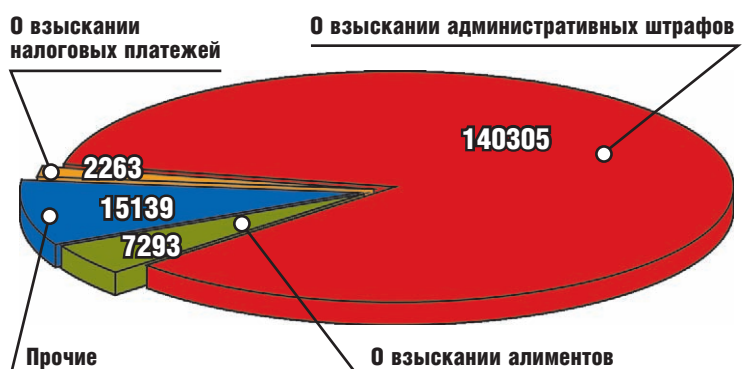 О взыскании
налоговых платежей
О взыскании административных штрафов
140305
2263
15139
7293
Прочие
О взыскании алиментов